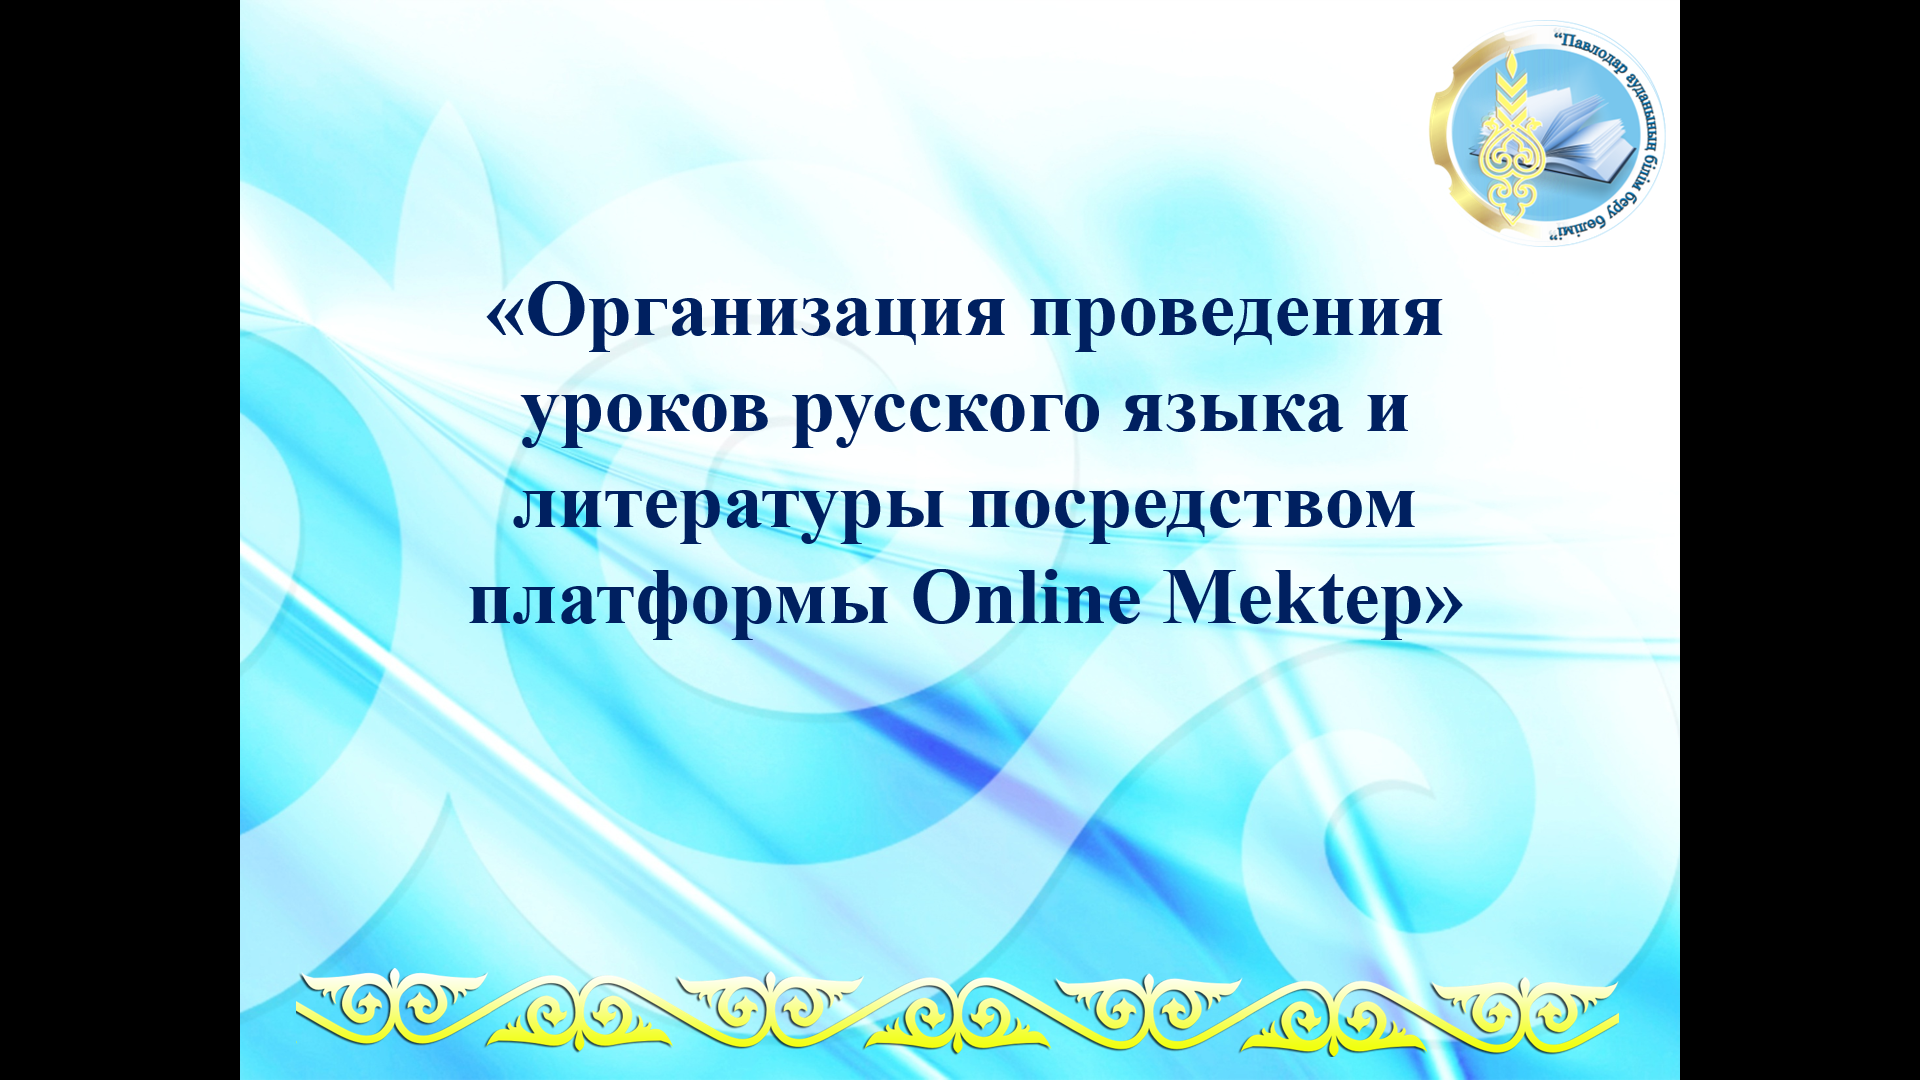 “Павлодар ауданының білім беру бөлімі”
«Организация проведения
уроков русского языка и
литературы посредством
платформы Online Mektep»